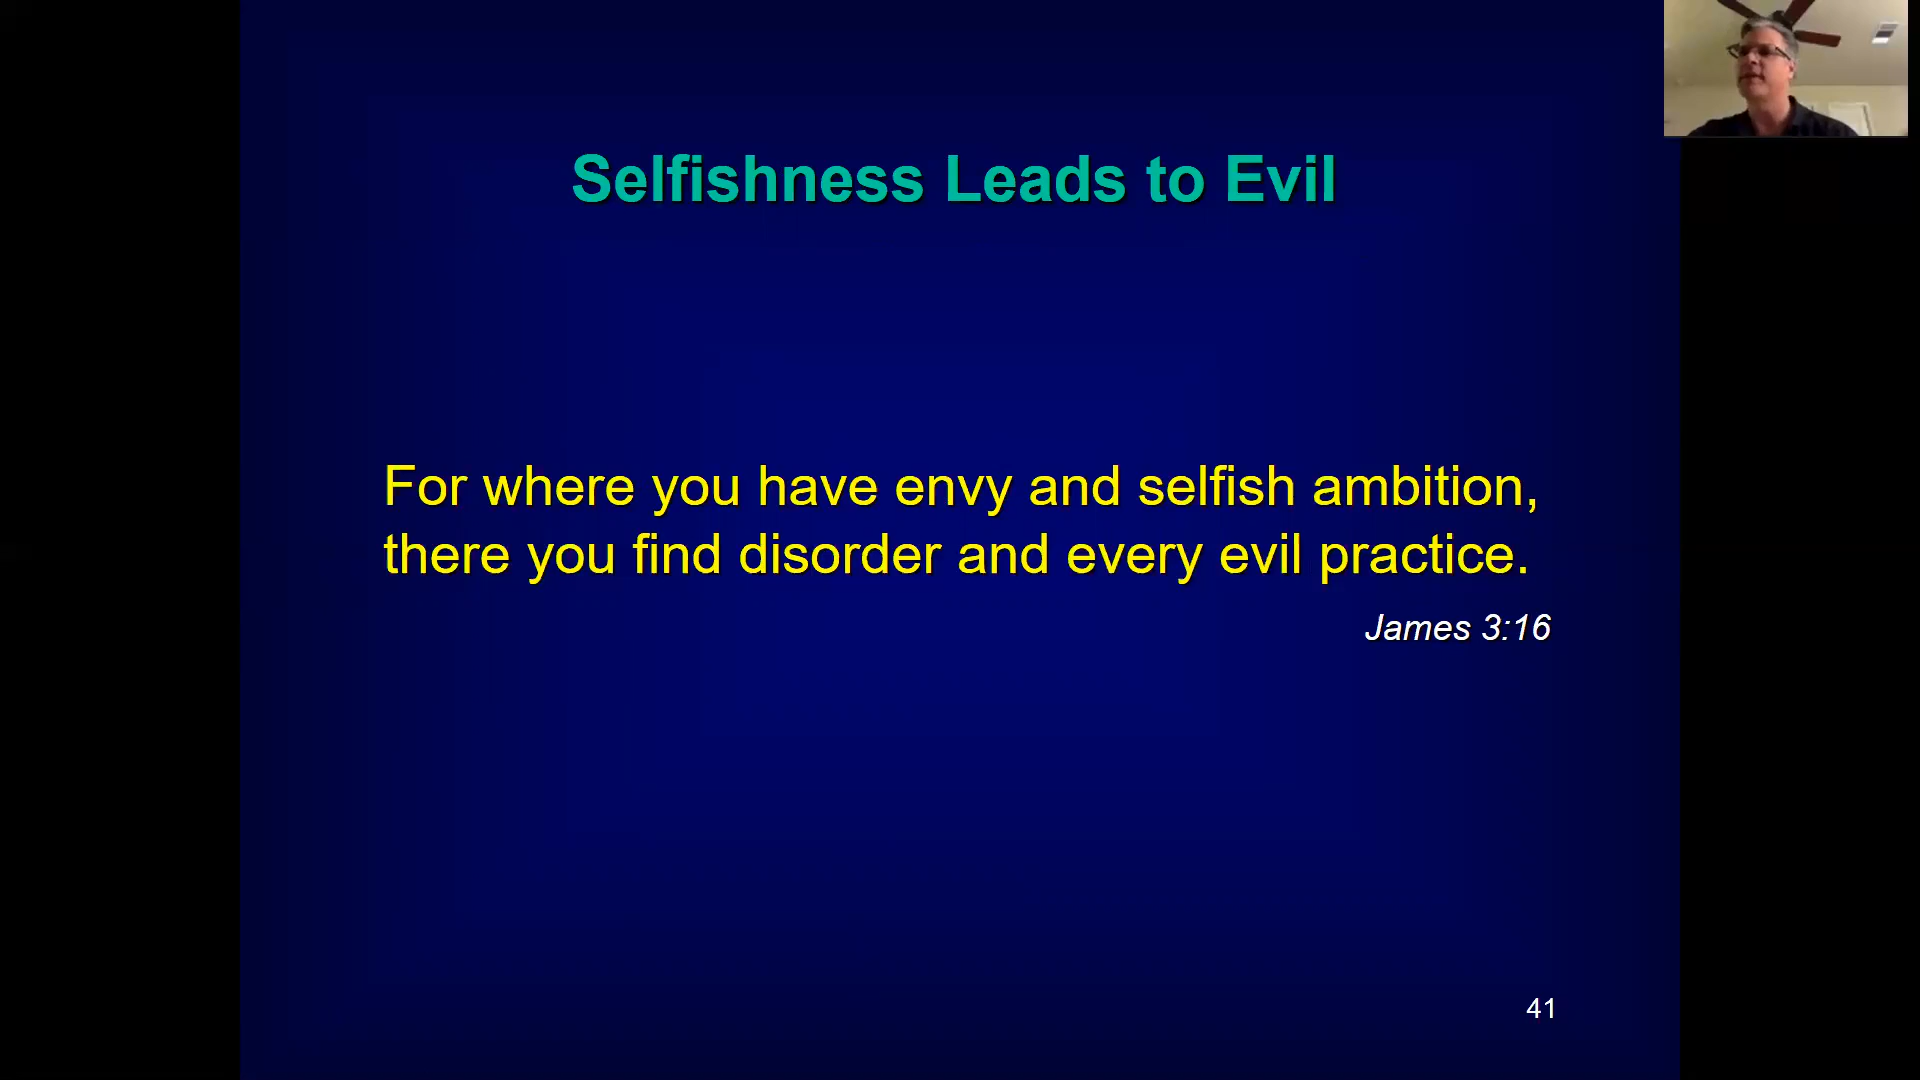 Selfishness Leads to Evil
For where you have envy and selfish ambition,
there you find disorder and every evil practice.
James 3:16
41